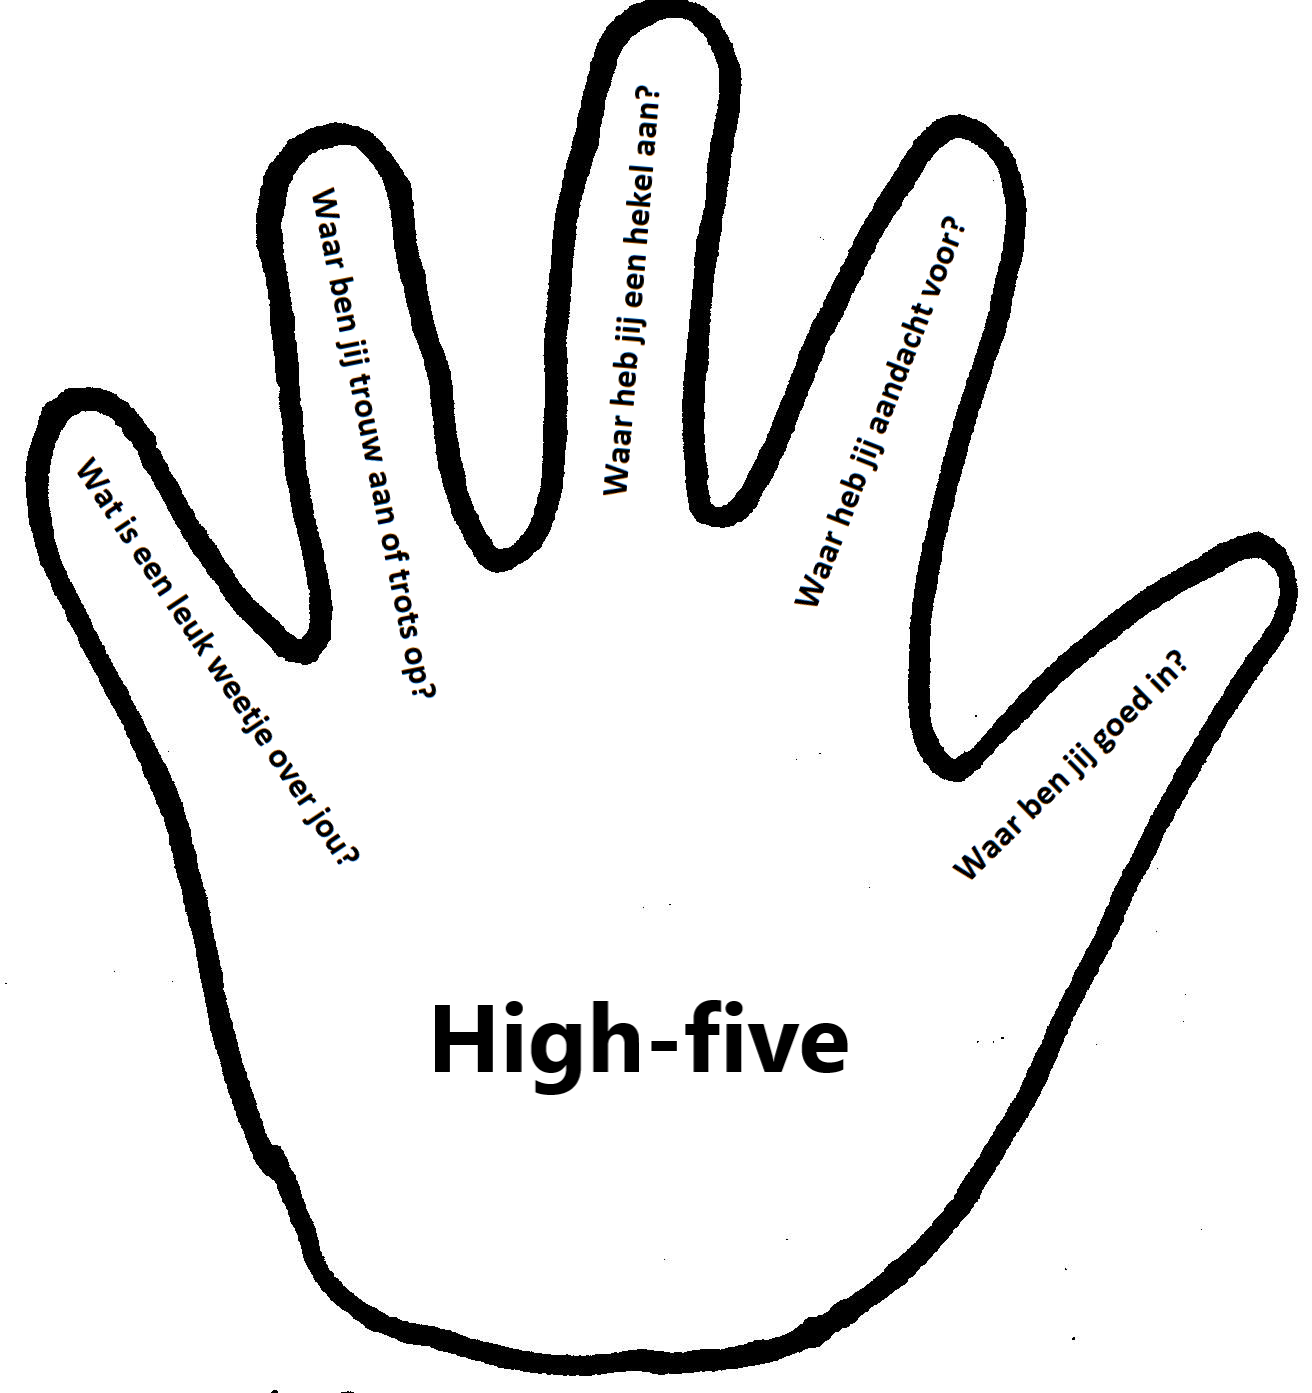 Wat is een leuk weetje over jou?
Waar ben jij trouw aan of trots op?
Waar heb jij een hekel aan?
Waar heb jij aandacht voor?
Waar ben jij goed in?
High-five